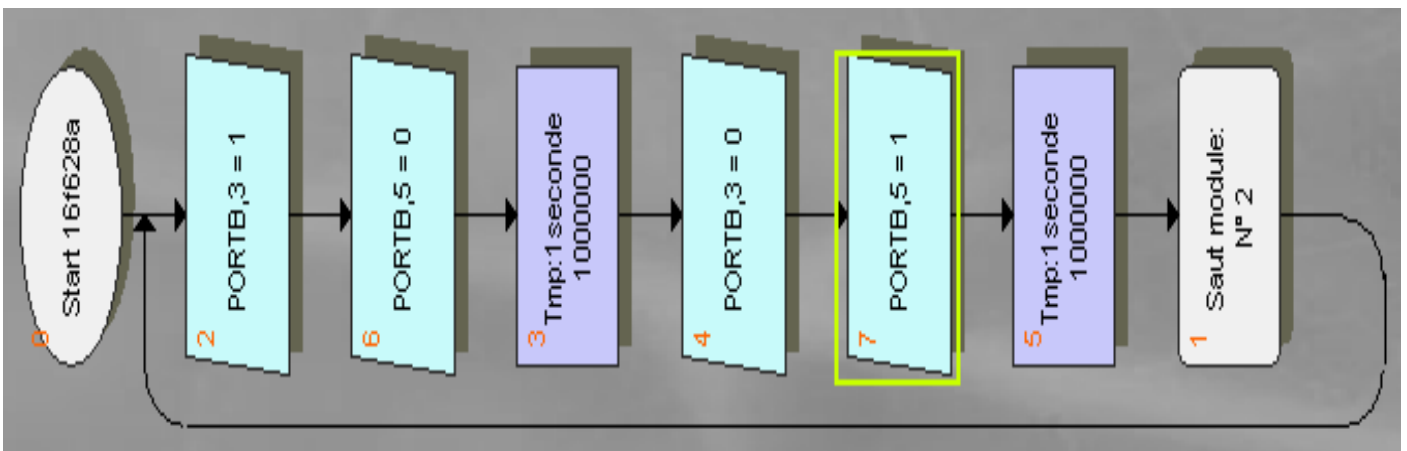 0
Start 16f628a
2
PORTB,3 = 1
6
PORTB,5 = 0
3
Tmp:1seconde
1000000
4
PORTB,3 = 0
7
PORTB,5 = 1
5
Tmp:1seconde
1000000
1
Saut module:
N° 2